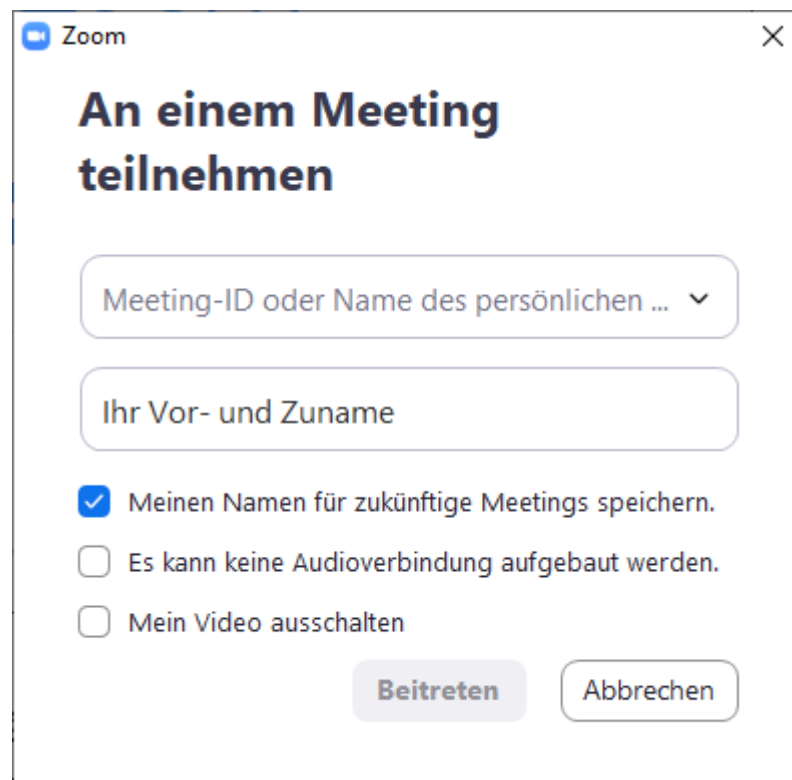 Zoom
An einem Meeting
teilnehmen
Meeting-ID oder Name des persönlichen ...
Ihr Vor- und Zuname
Meinen Namen für zukünftige Meetings speichern.
Es kann keine Audioverbindung aufgebaut werden.
Mein Video ausschalten
Beitreten Abbrechen